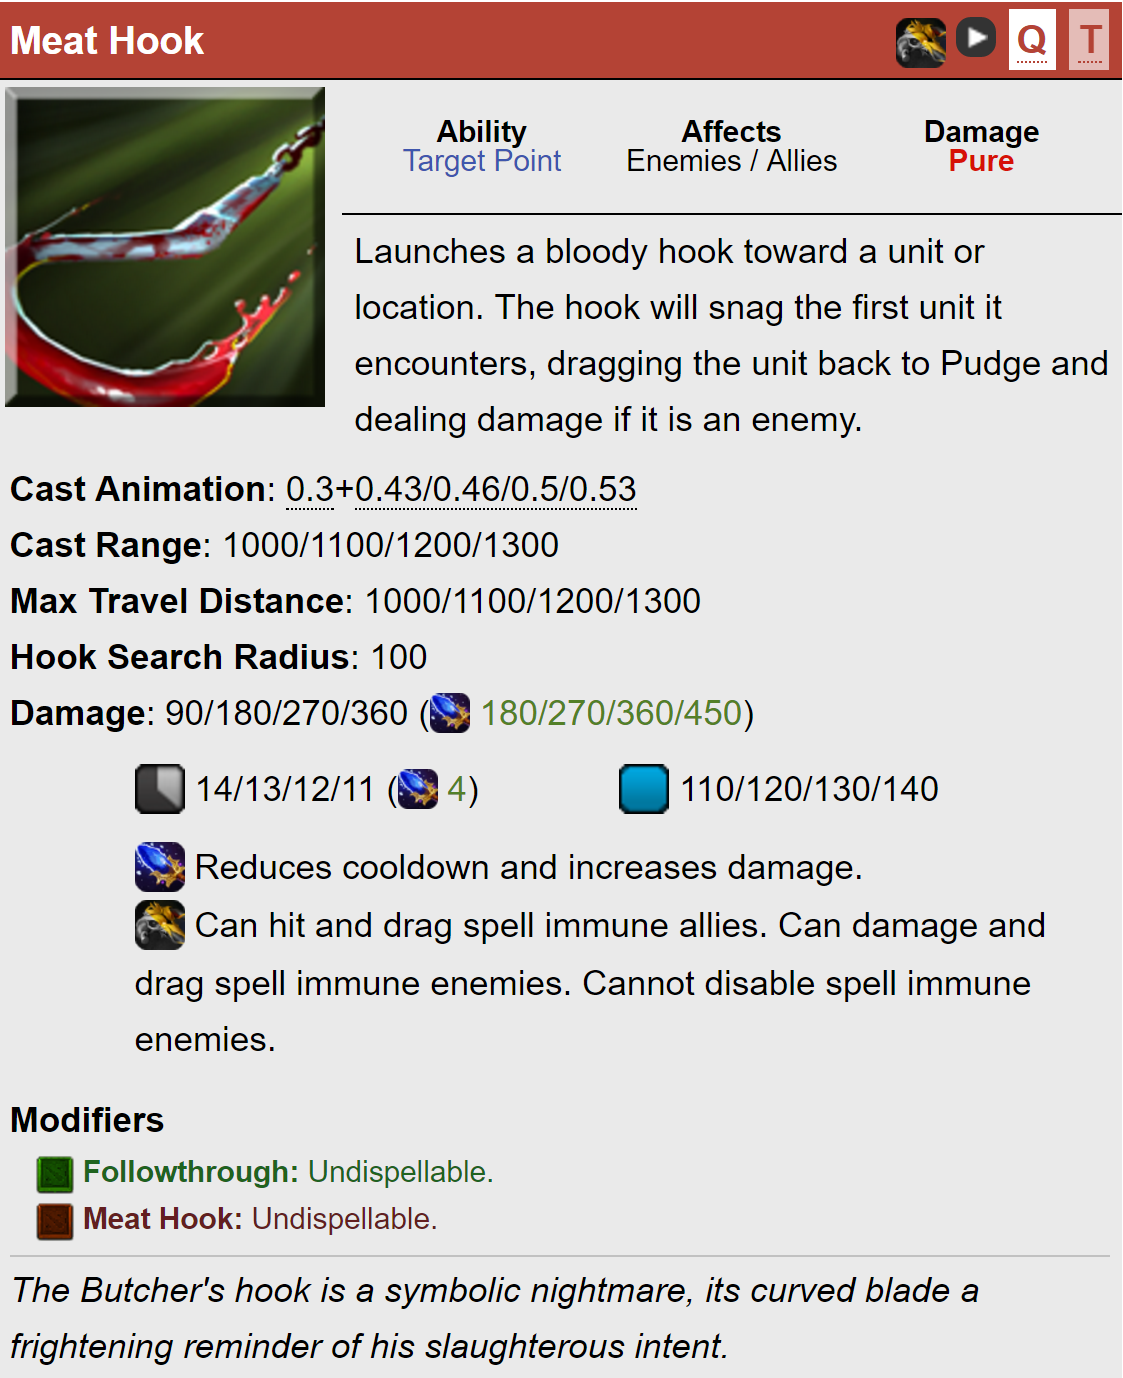 Meat Hook Q T
Ability Affects Damage
Target Point Enemies / Allies Pure
Launches a bloody hook toward a unit or
location. The hook will snag the first unit it
encounters, dragging the unit back to Pudge and
dealing damage if it is an enemy.
Cast Animation: 0.3+0.43/0.46/0.5/0.53
Cast Range: 1000/1100/1200/1300
Max Travel Distance: 1000/1100/1200/1300
Hook Search Radius: 100
Damage: 90/180/270/360 ( 180/270/360/450)
14/13/12/11 ( 4) 110/120/130/140
Reduces cooldown and increases damage.
Can hit and drag spell immune allies. Can damage and
drag spell immune enemies. Cannot disable spell immune
enemies.
Modifiers
Followthrough: Undispellable.
Meat Hook: Undispellable.
The Butcher's hook is a symbolic nightmare, its curved blade a
frightening reminder of his slaughterous intent.